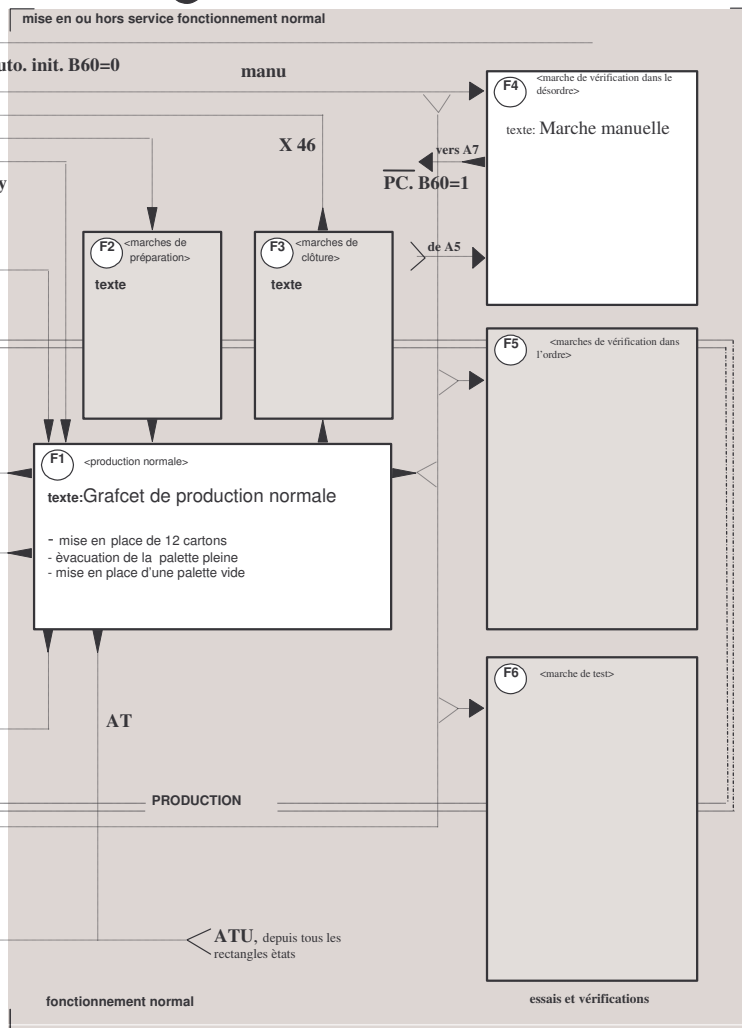 mise en ou hors service fonctionnement normal
uto. init. B60=0
manu
F4
<marche de vérification dans le
désordre>
texte: Marche manuelle
X 46
vers A7
y
PC. B60=1
F2
<marches de
préparation>
texte
F3
<marches de
clôture>
texte
de A5
F5
<marches de vérification dans
l'ordre>
F1
<production normale>
texte:Grafcet de production normale
- mise en place de 12 cartons
- èvacuation de la palette pleine
- mise en place d'une palette vide
F6
<marche de test>
AT
PRODUCTION
ATU, depuis tous les
rectangles ètats
fonctionnement normal
essais et vérifications